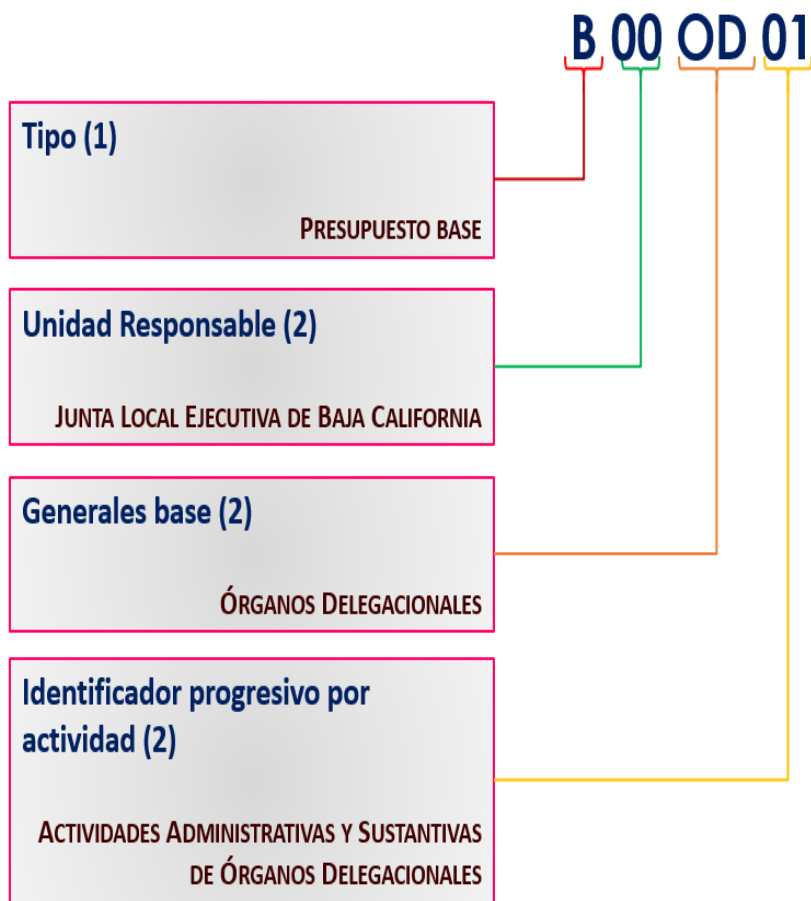 B 00 OD 01
Tipo (1)
PRESUPUESTO BASE
Unidad Responsable (2)
JUNTA LOCAL EJECUTIVA DE BAJA CALIFORNIA
Generales base (2)
ÓRGANOS DELEGACIONALES
Identificador progresivo por
actividad (2)
ACTIVIDADES ADMINISTRATIVAS Y SUSTANTIVAS
DE ÓRGANOS DELEGACIONALES